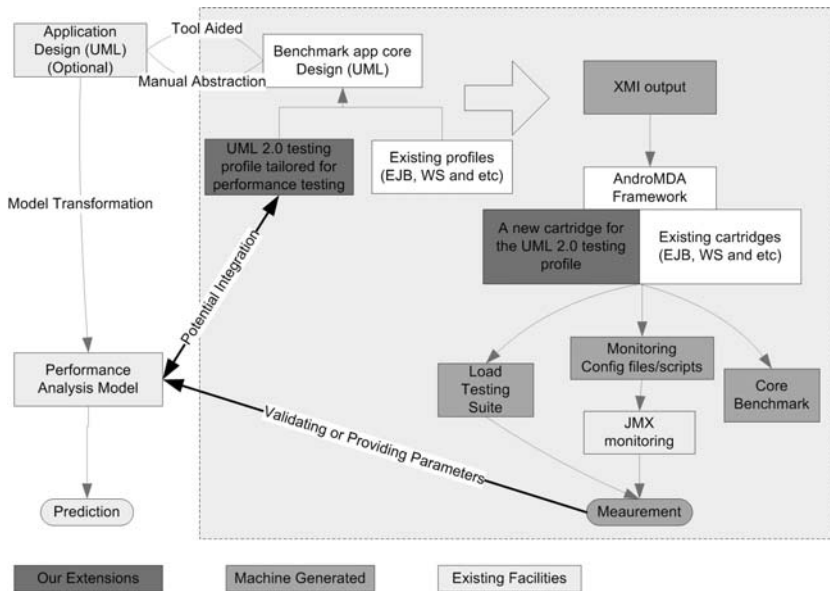 Application
Design (UML)
(Optional)
Tool Aided
Manual Abstraction
Benchmark app core
Design (UML)
XMI output
UML 2.0 testing
profile tailored for
performance testing
Existing profiles
(EJB, WS and etc)
AndroMDA
Framework
A new cartridge for
the UML 2.0 testing
profile
Existing cartridges
(EJB, WS and etc)
Model Transformation
Potential Integration
Performance
Analysis Model
Load
Testing
Suite
Monitoring
Config files/scripts
Core
Benchmark
JMX
monitoring
Validating or Providing Parameters
Prediction
Meaurement
Our Extensions
Machine Generated
Existing Facilities